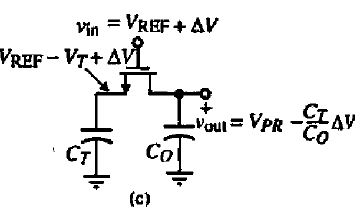 v_in = V_REF + ΔV
V_REF − V_T + ΔV
v_out = V_PR − C_T/C_O ΔV
C_T
C_O
(c)